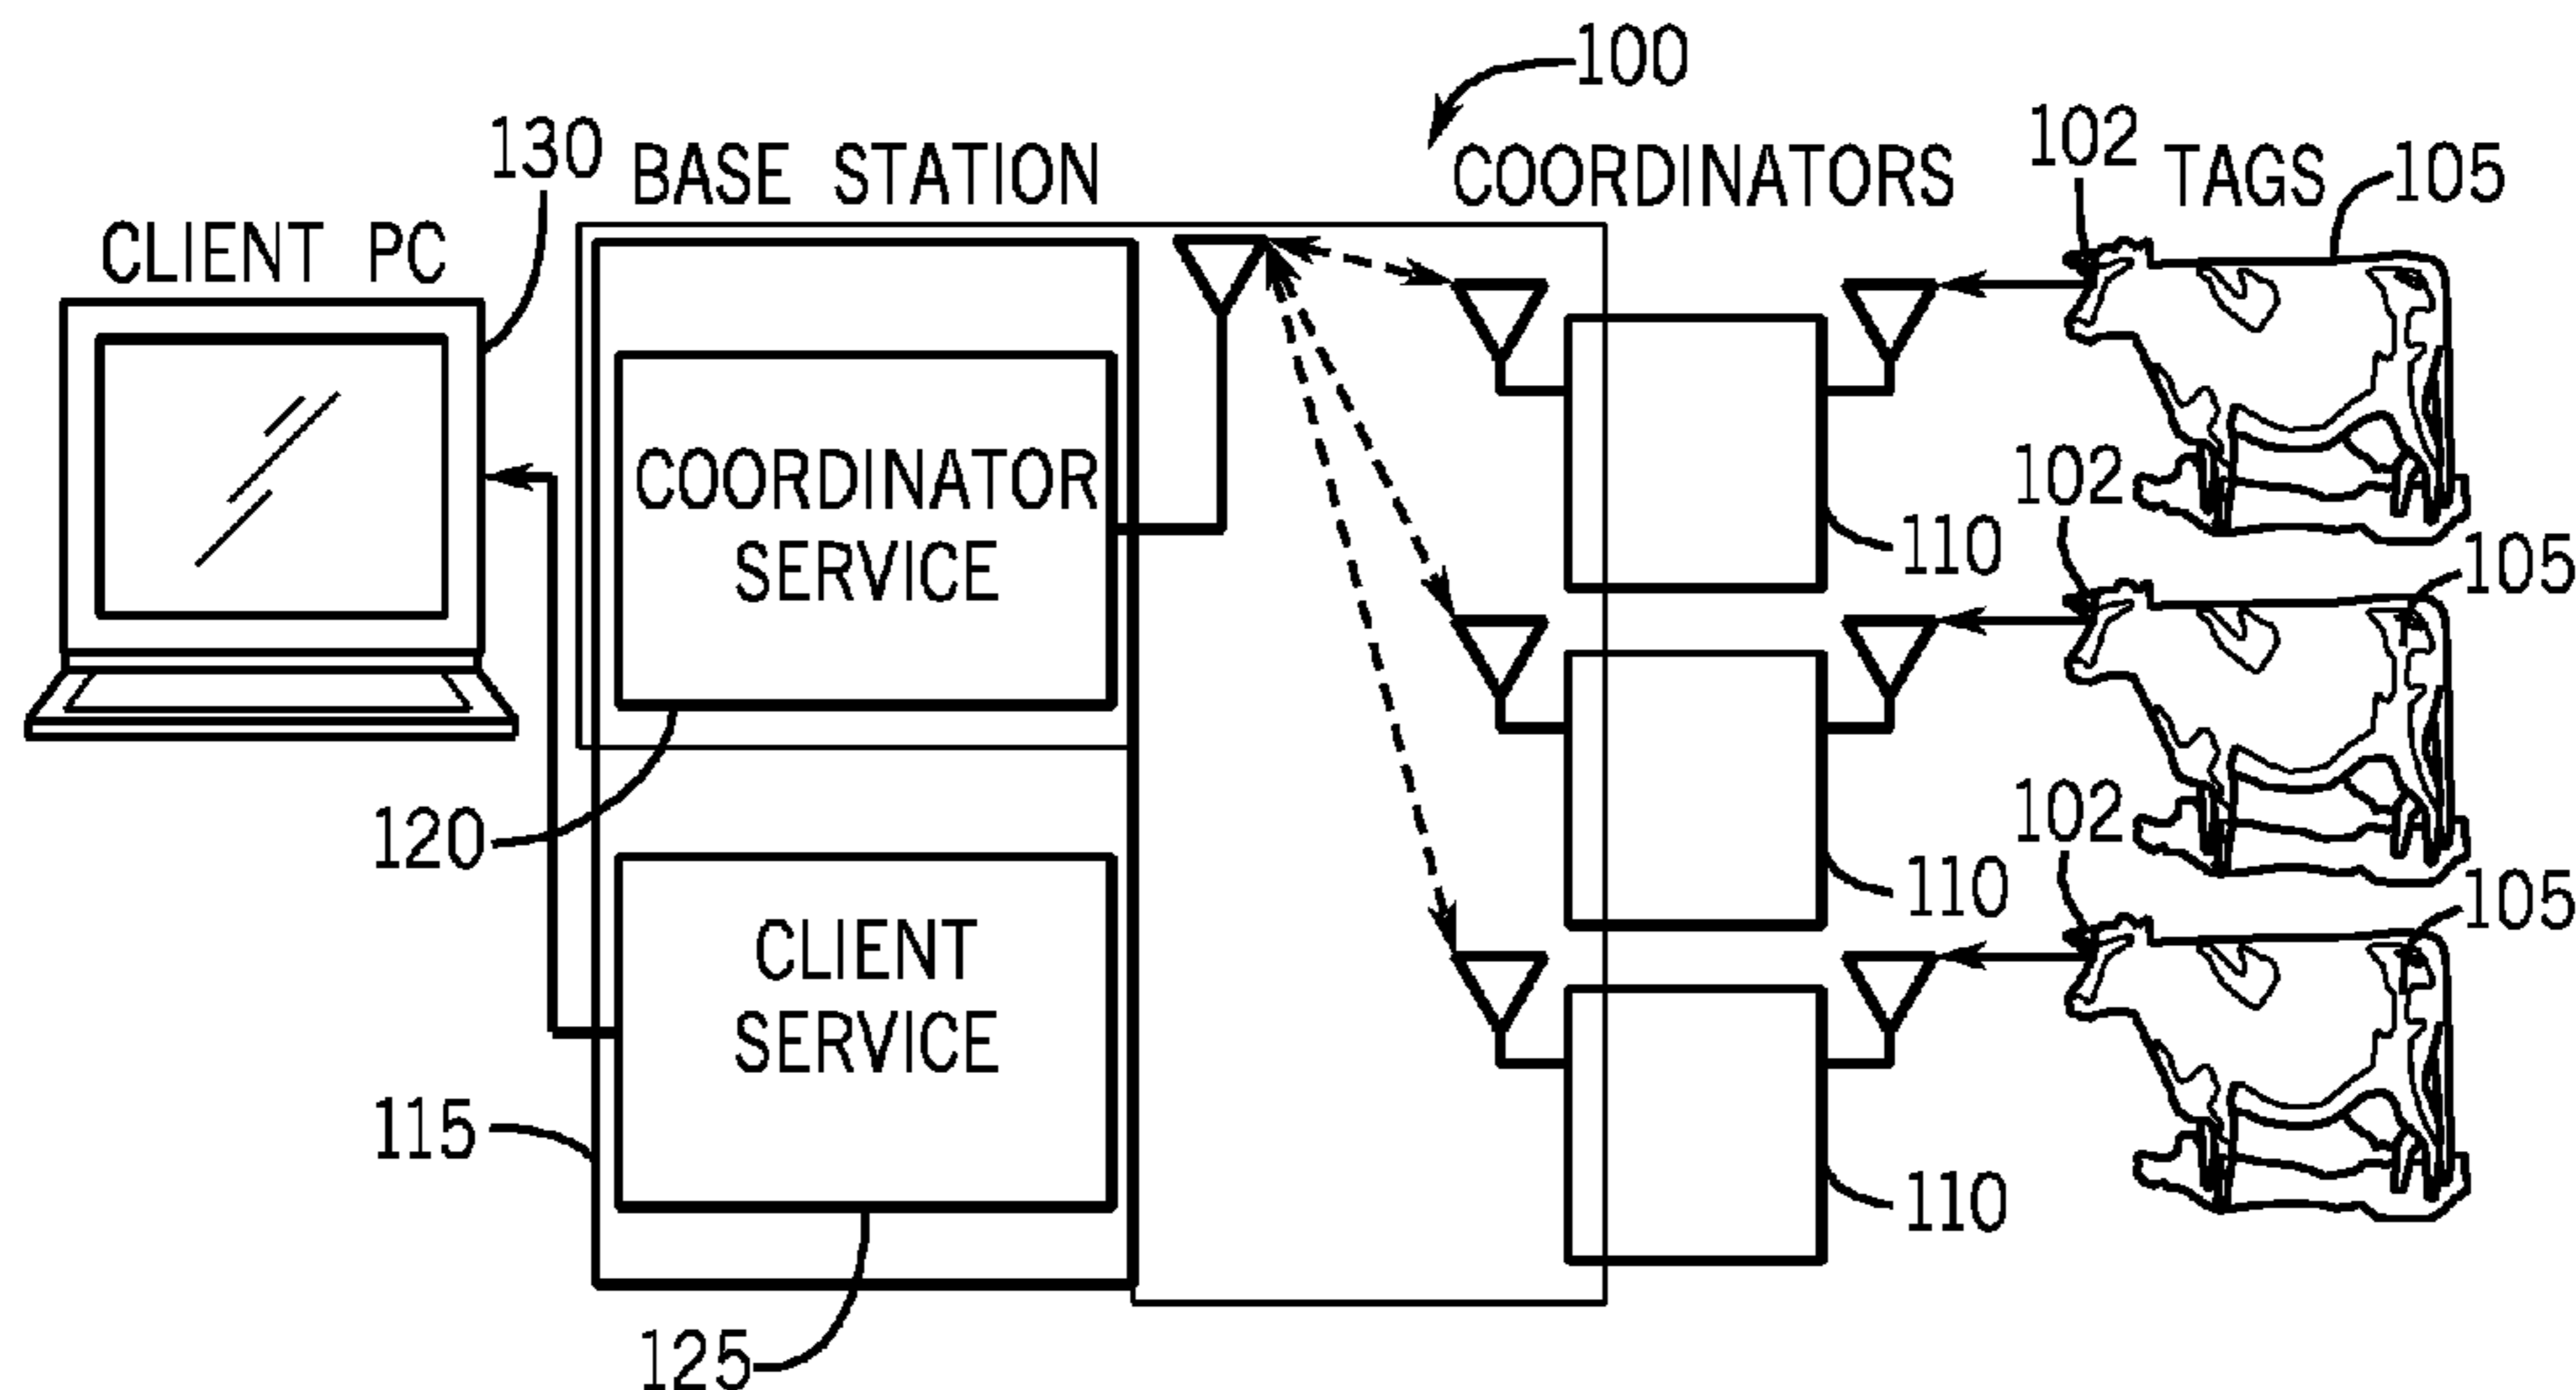 100
130
BASE STATION
COORDINATORS
102
TAGS
105
CLIENT PC
102
COORDINATOR
SERVICE
110
105
102
120
110
105
CLIENT
SERVICE
115
110
125